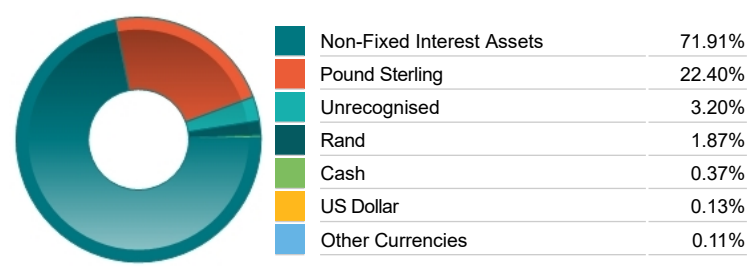 Non-Fixed Interest Assets 71.91%
Pound Sterling 22.40%
Unrecognised 3.20%
Rand 1.87%
Cash 0.37%
US Dollar 0.13%
Other Currencies 0.11%